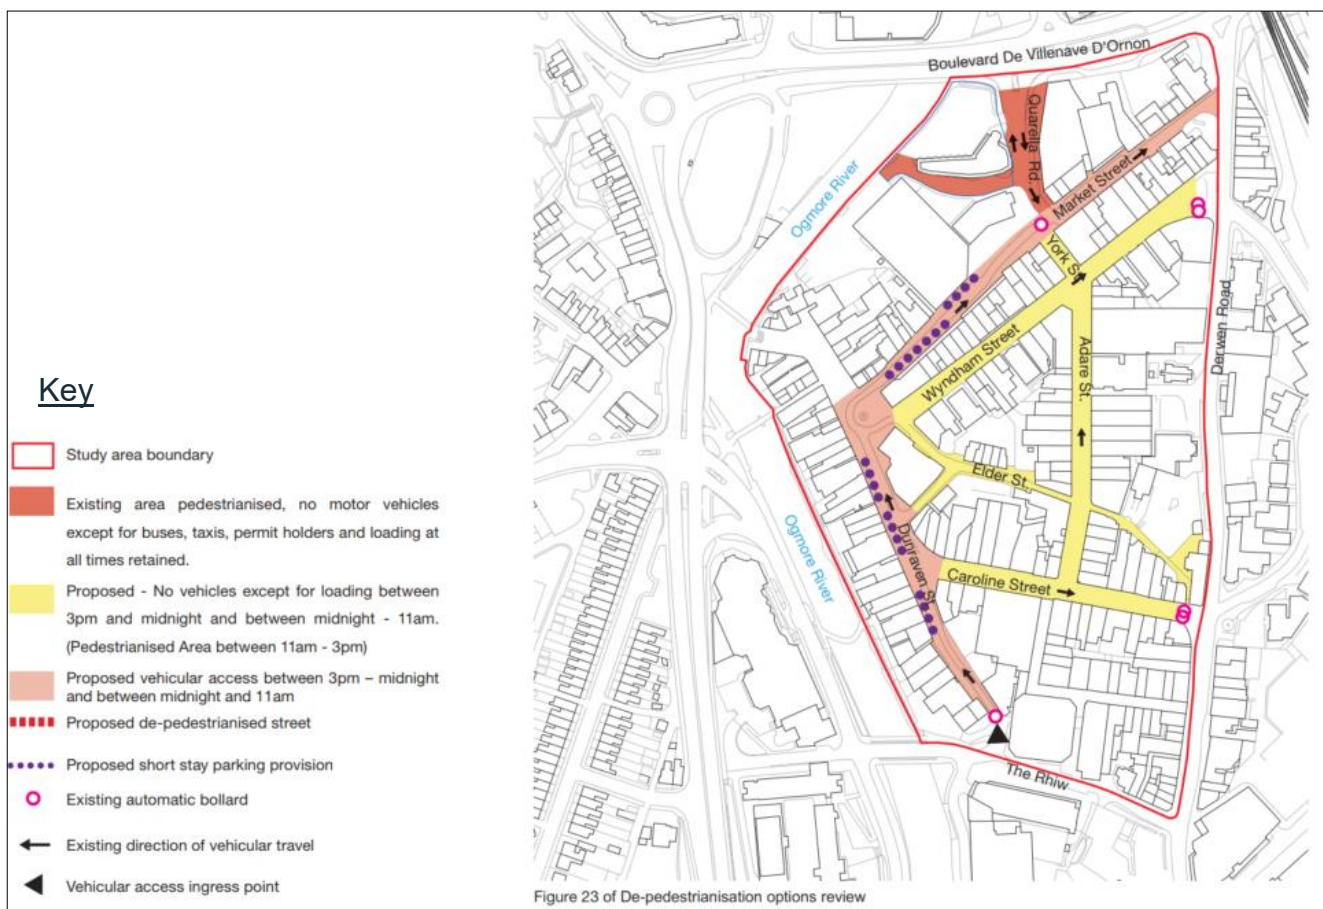 Key
Study area boundary
Existing area pedestrianised, no motor vehicles
except for buses, taxis, permit holders and loading at
all times retained.
Proposed - No vehicles except for loading between
3pm and midnight and between midnight - 11am.
(Pedestrianised Area between 11am - 3pm)
Proposed vehicular access between 3pm – midnight
and between midnight and 11am
Proposed de-pedestrianised street
Proposed short stay parking provision
Existing automatic bollard
Existing direction of vehicular travel
Vehicular access ingress point
Boulevard De Villenave D'Ornon
Quarella Rd.
Market Street
Ogmore River
York St.
Wyndham Street
Adare St.
Derwen Road
Elder St.
Ogmore River
Dunraven St.
Caroline Street
The Rhiw
Figure 23 of De-pedestrianisation options review